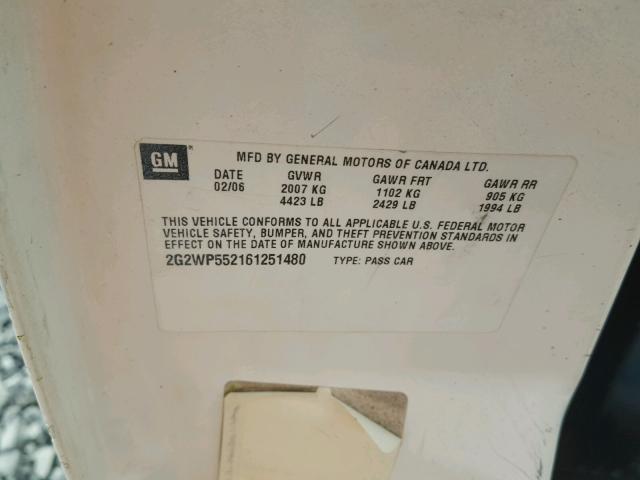 GM
MFD BY GENERAL MOTORS OF CANADA LTD.
DATE GVWR GAWR FRT GAWR RR
02/06 2007 KG 1102 KG 905 KG
4423 LB 2429 LB 1994 LB
THIS VEHICLE CONFORMS TO ALL APPLICABLE U.S. FEDERAL MOTOR
VEHICLE SAFETY, BUMPER, AND THEFT PREVENTION STANDARDS IN
EFFECT ON THE DATE OF MANUFACTURE SHOWN ABOVE.
2G2WP552161251480 TYPE: PASS CAR